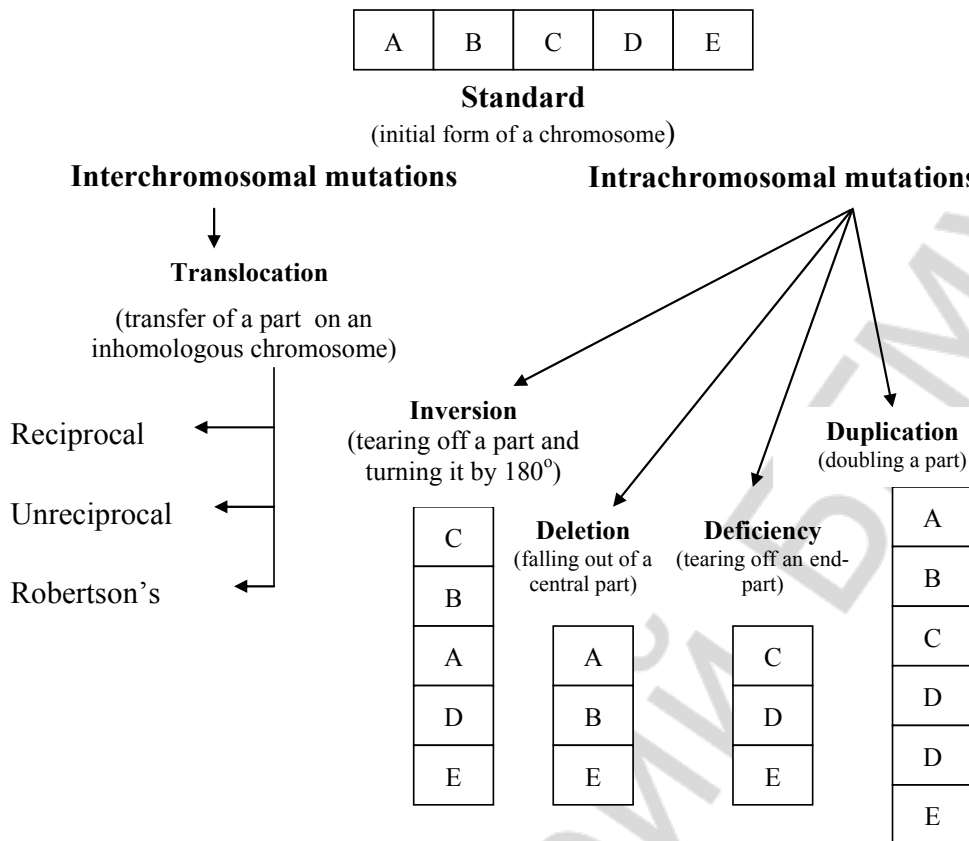 A B C D E
Standard
(initial form of a chromosome)
Interchromosomal mutations
Intrachromosomal mutations
Translocation
(transfer of a part on an
inhomologous chromosome)
Reciprocal
Unreciprocal
Robertson’s
Inversion
(tearing off a part and
turning it by 180°)
C
B
A
D
E
Deletion
(falling out of a
central part)
A
B
E
Deficiency
(tearing off an end-
part)
C
D
E
Duplication
(doubling a part)
A
B
C
D
D
E